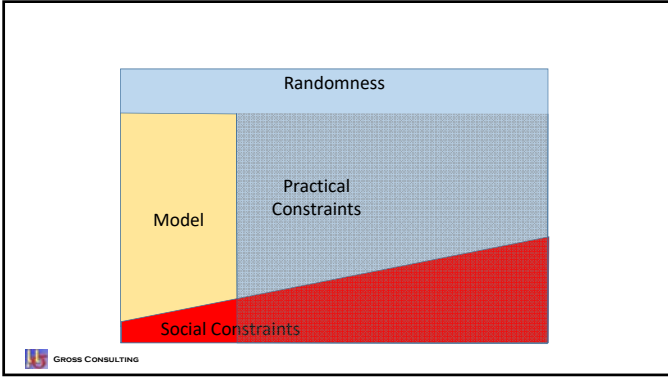 Randomness
Practical
Constraints
Model
Social Constraints
GROSS CONSULTING